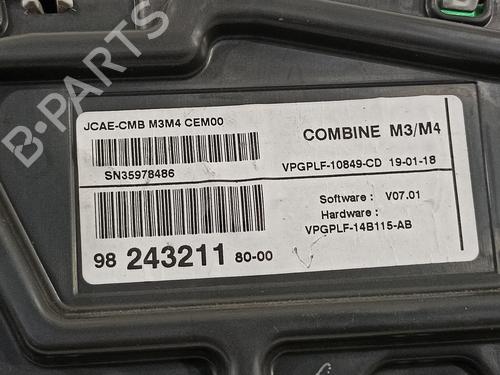 JCAE-CMB M3M4 CEM00
SN35978486
98 243211 80-00
COMBINE M3/M4
VPGPLF-10849-CD 19-01-18
Software : V07.01
Hardware :
VPGPLF-14B115-AB
B-PARTS